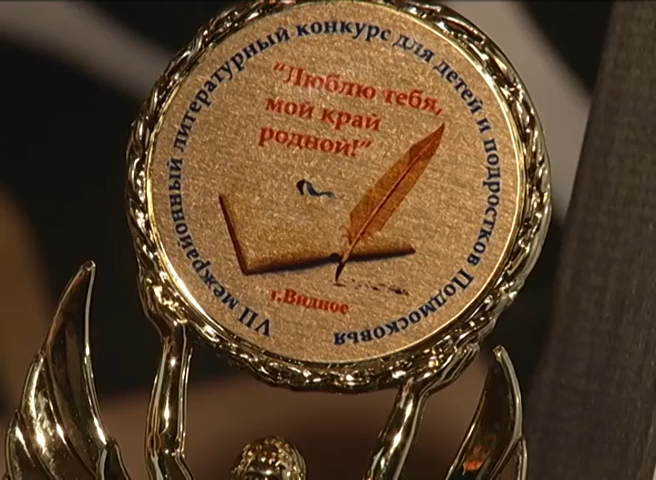 VII межрайонный литературный конкурс для детей и подростков Подмосковья
"Люблю тебя,
мой край
родной!"
г.Видное